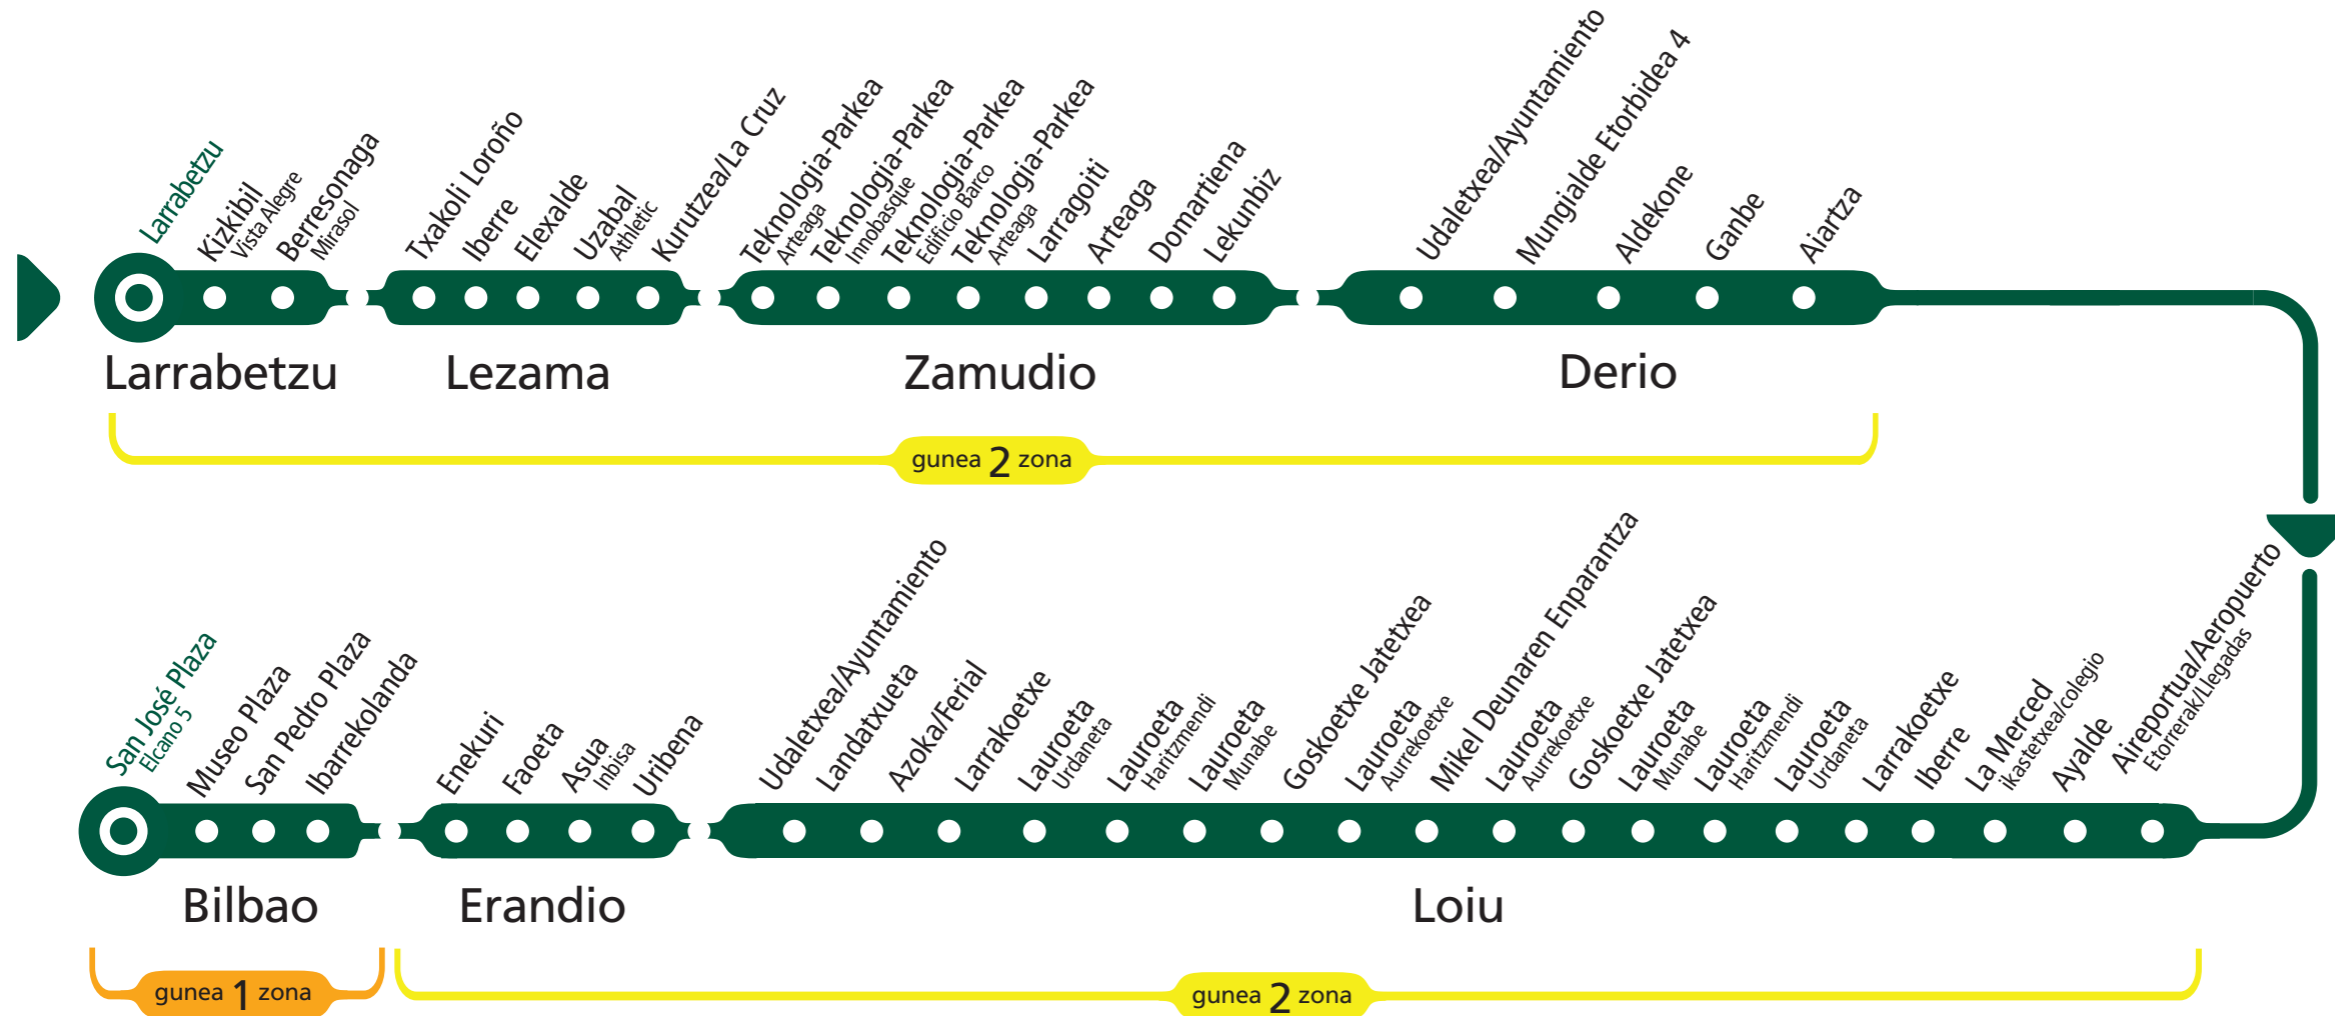 Larrabetzu
Kizkibil
Vista Alegre
Berresonaga
Mirasol
Txakoli Loroño
Iberre
Elexalde
Uzabal
Athletic
Kurutzea/La Cruz
Teknologia-Parkea
Arteaga
Teknologia-Parkea
Innobasque
Teknologia-Parkea
Edificio Barco
Teknologia-Parkea
Arteaga
Larragoiti
Arteaga
Domartiena
Lekunbiz
Udaletxea/Ayuntamiento
Mungialde Etorbidea 4
Aldekone
Ganbe
Aiartza
Larrabetzu
Lezama
Zamudio
Derio
gunea 2 zona
San José Plaza
Elcano 5
Museo Plaza
San Pedro Plaza
Ibarrekolanda
Enekuri
Faoeta
Asua
Inbisa
Uribena
Udaletxea/Ayuntamiento
Landatxueta
Azoka/Ferial
Larrakoetxe
Lauroeta
Urdaneta
Lauroeta
Haritzmendi
Lauroeta
Munabe
Goskoetxe Jatetxea
Lauroeta
Aurrekoetxe
Mikel Deunaren Enparantza
Lauroeta
Aurrekoetxe
Goskoetxe Jatetxea
Lauroeta
Munabe
Lauroeta
Haritzmendi
Lauroeta
Urdaneta
Larrakoetxe
Iberre
La Merced
ikastetxea/colegio
Ayalde
Aireportua/Aeropuerto
Etorrerak/Llegadas
Bilbao
Erandio
Loiu
gunea 1 zona
gunea 2 zona